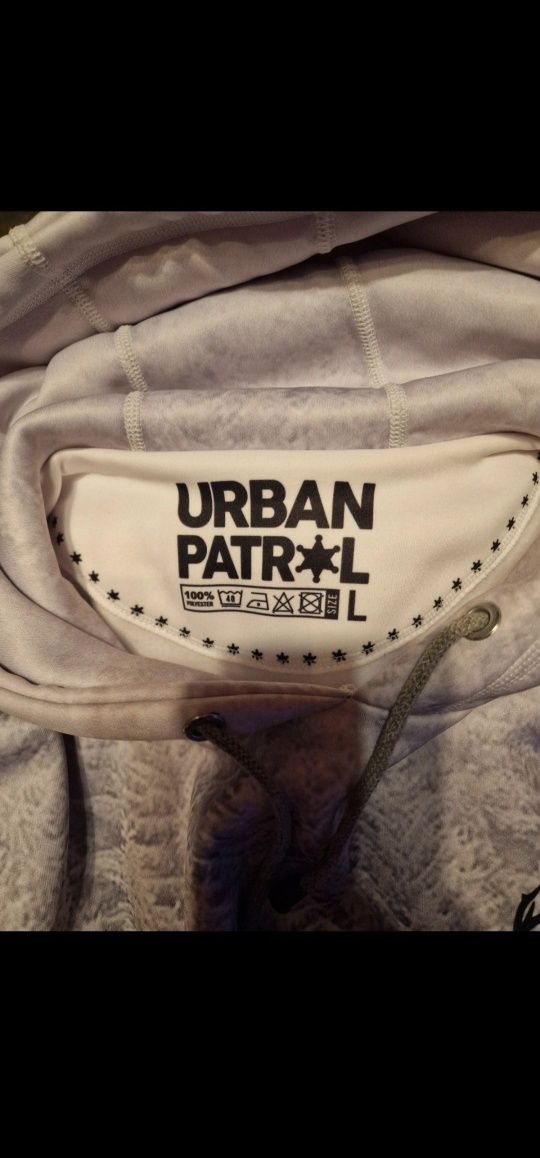 URBAN
PATROL
100%
POLYESTER
40
SIZE
L